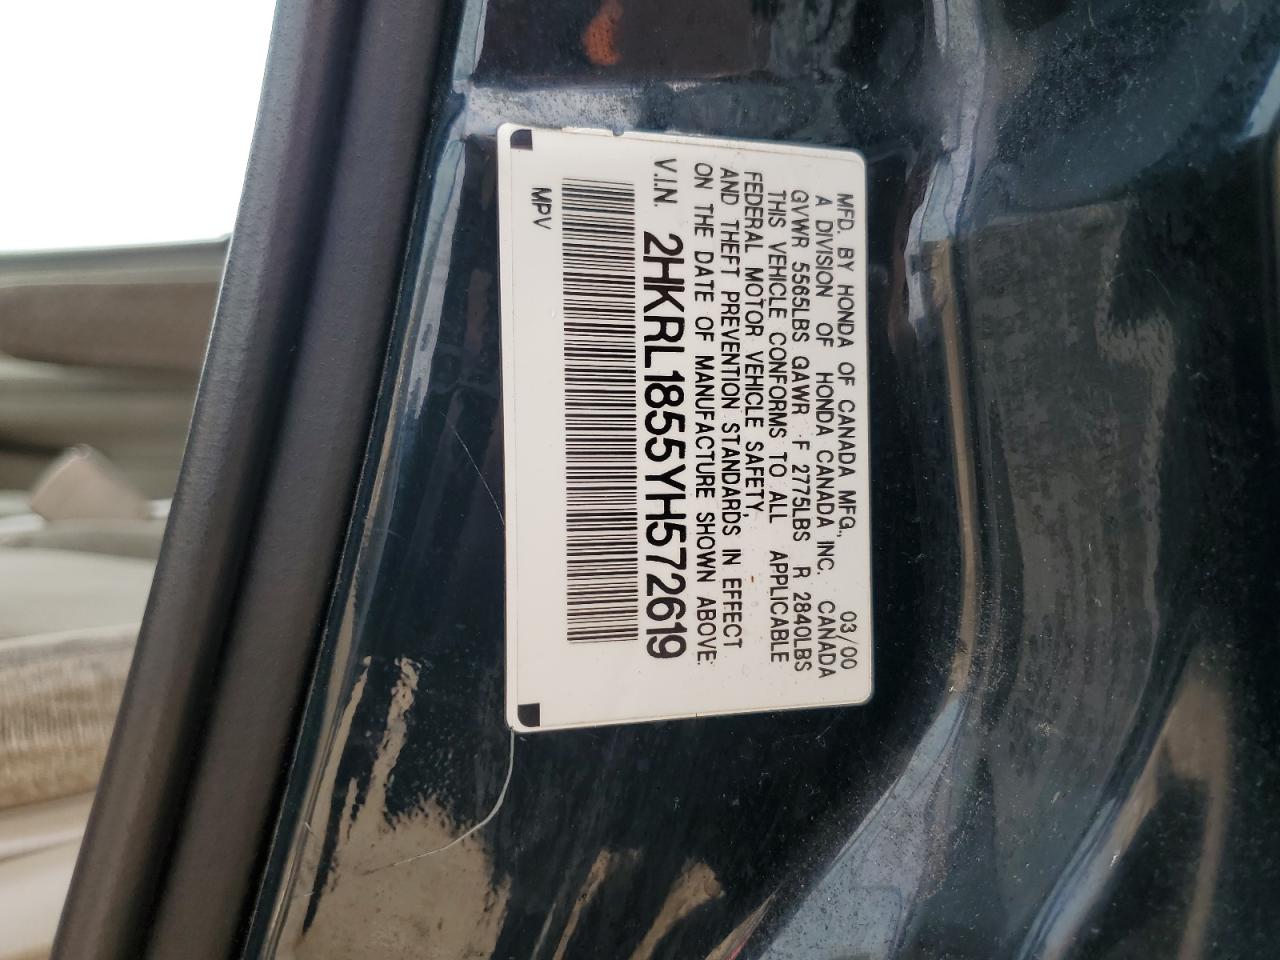 MFD. BY HONDA OF CANADA MFG., 03/00
A DIVISION OF HONDA CANADA INC. CANADA
GVWR 5565LBS GAWR F 2775LBS R 2840LBS
THIS VEHICLE CONFORMS TO ALL APPLICABLE
FEDERAL MOTOR VEHICLE SAFETY,
AND THEFT PREVENTION STANDARDS IN EFFECT
ON THE DATE OF MANUFACTURE SHOWN ABOVE.
V.I.N. 2HKRL1855YH572619
MPV